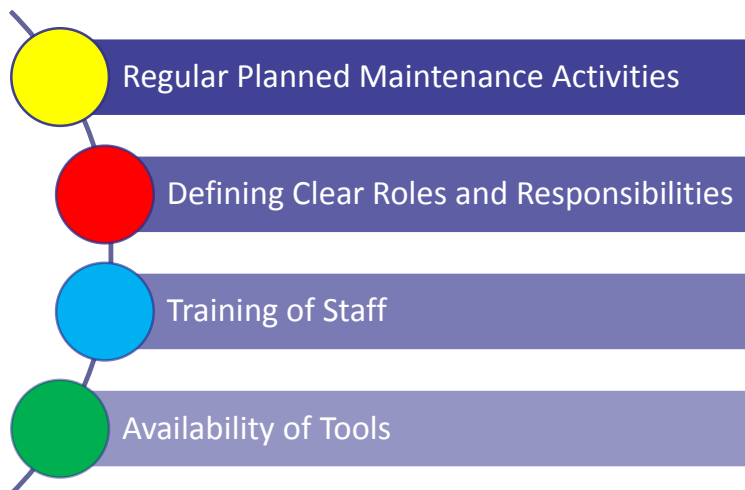 Regular Planned Maintenance Activities
Defining Clear Roles and Responsibilities
Training of Staff
Availability of Tools